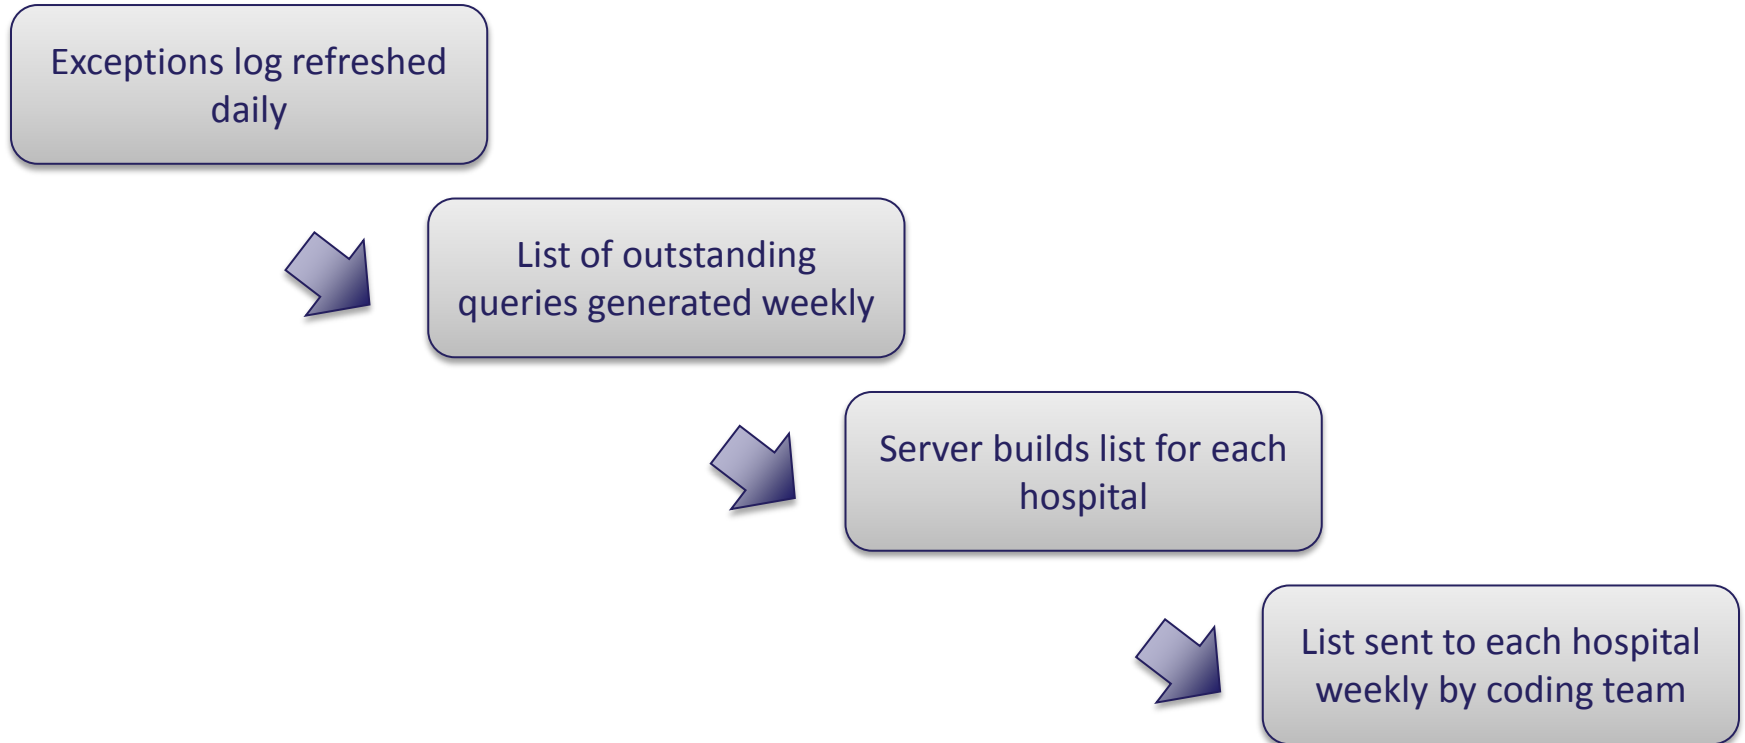 Exceptions log refreshed
daily
List of outstanding
queries generated weekly
Server builds list for each
hospital
List sent to each hospital
weekly by coding team